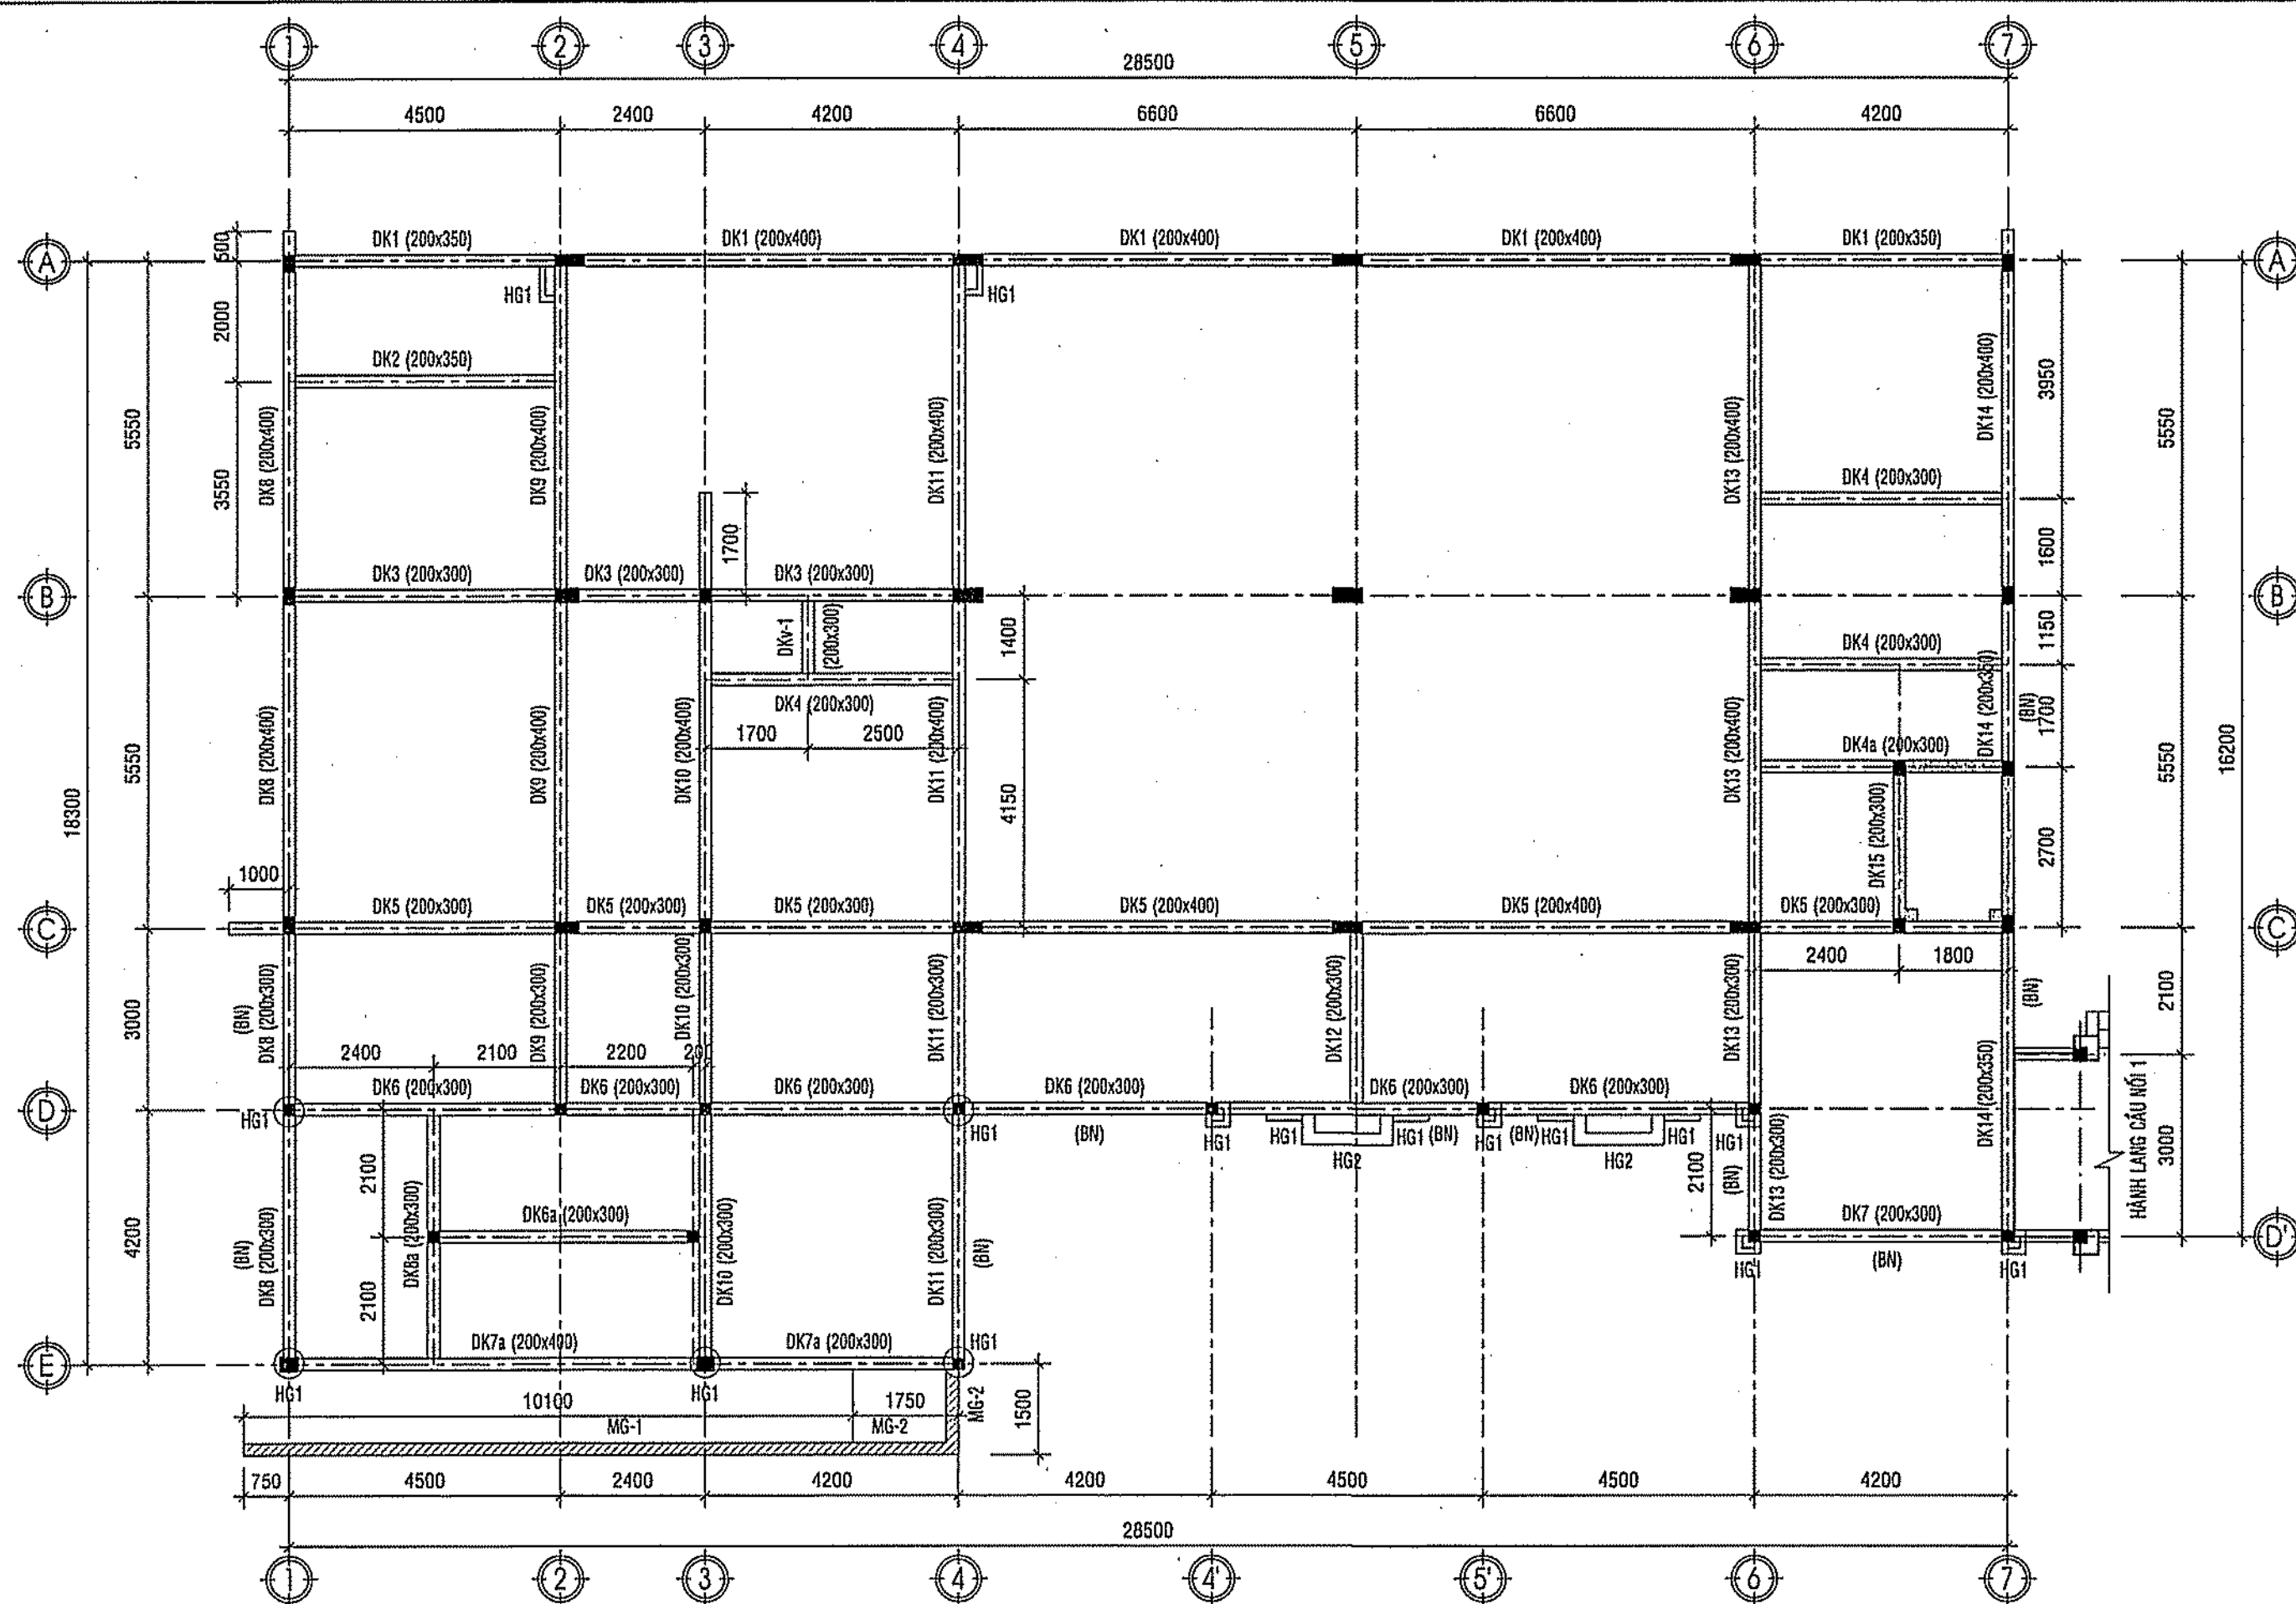 1 2 3 4 5 6 7
28500
4500 2400 4200 6600 6600 4200
500
DK1 (200x350) DK1 (200x400) DK1 (200x400) DK1 (200x400) DK1 (200x350)
A A
HG1 HG1
2000
DK2 (200x350)
DK8 (200x400)
DK9 (200x400)
DK11 (200x400)
DK13 (200x400)
DK14 (200x400)
3950
5550
3550
5550
DK4 (200x300)
1700
1600
DK3 (200x300) DK3 (200x300) DK3 (200x300)
B B
DKv-1
(200x300)
1400
1150
DK4 (200x300)
DK4 (200x300)
1700 2500
DK8 (200x400)
DK9 (200x400)
DK10 (200x400)
DK11 (200x400)
4150
DK13 (200x400)
DK14 (200x350)
(BN)
1700
DK4a (200x300)
5550
5550
18300
16200
DK15 (200x300)
2700
1000
DK5 (200x300) DK5 (200x300) DK5 (200x300) DK5 (200x400) DK5 (200x400) DK5 (200x300)
C C
2400 1800
(BN)
DK8 (200x300)
DK9 (200x300)
DK10 (200x300)
DK11 (200x300)
DK12 (200x300)
DK13 (200x300)
(BN)
2100
3000
2400 2100 2200 200
DK6 (200x300) DK6 (200x300) DK6 (200x300) DK6 (200x300) DK6 (200x300) DK6 (200x300)
D
HG1 HG1 (BN) HG1 HG1 HG2 HG1 (BN) HG1 (BN) HG1 HG2 HG1 HG1
DK14 (200x350)
HÀNH LANG CẦU NỐI 1
3000
2100
2100
(BN)
DK13 (200x300)
(BN)
DK8 (200x300)
DK8a (200x300)
DK6a (200x300)
DK10 (200x300)
DK11 (200x300)
(BN)
DK7 (200x300)
(BN)
D'
HG1 HG1
4200
2100
DK7a (200x400) DK7a (200x300)
HG1
E
HG1 HG1
10100 1750
MG-1 MG-2
MG-2
1500
750 4500 2400 4200 4200 4500 4500 4200
28500
1 2 3 4 4' 5' 6 7